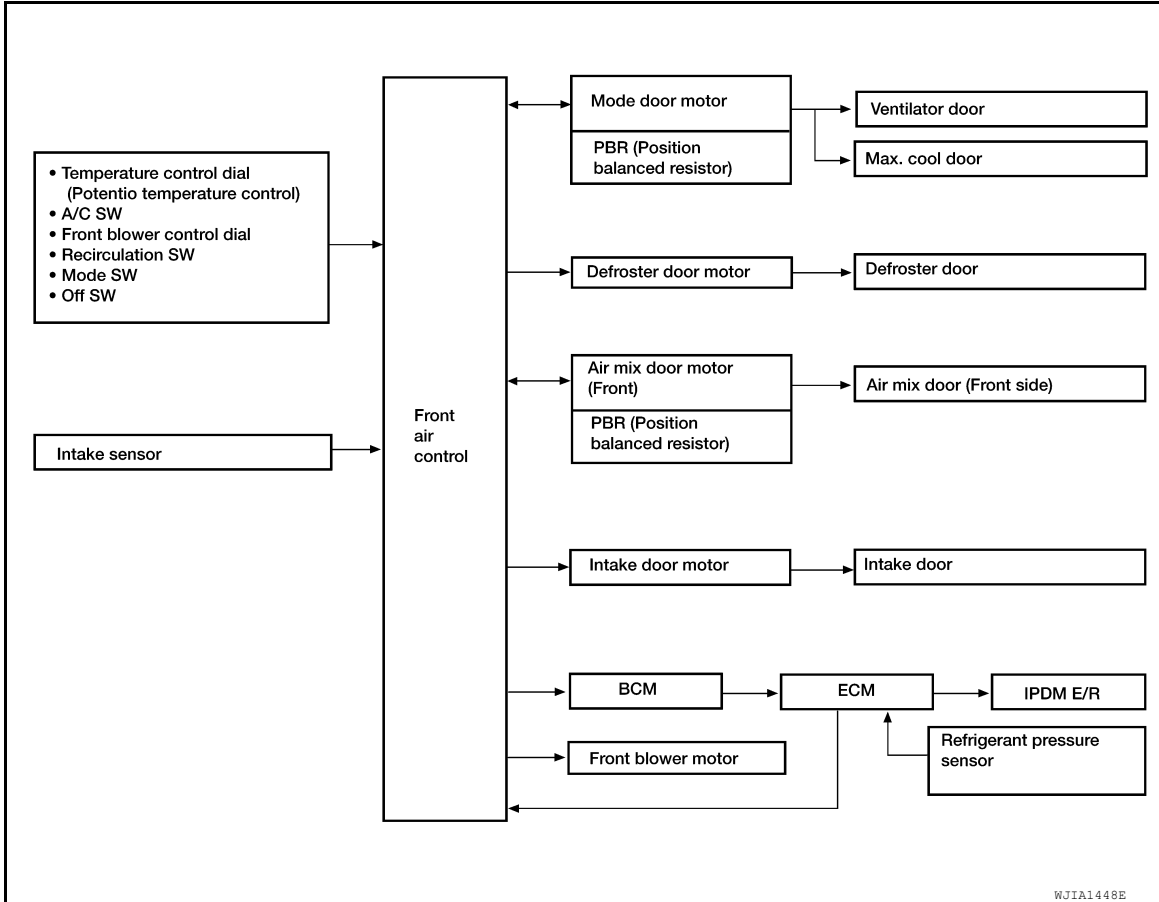 • Temperature control dial
(Potentio temperature control)
• A/C SW
• Front blower control dial
• Recirculation SW
• Mode SW
• Off SW
Intake sensor
Front
air
control
Mode door motor
PBR (Position
balanced resistor)
Ventilator door
Max. cool door
Defroster door motor
Defroster door
Air mix door motor
(Front)
PBR (Position
balanced resistor)
Air mix door (Front side)
Intake door motor
Intake door
BCM
ECM
IPDM E/R
Refrigerant pressure
sensor
Front blower motor
WJIA1448E